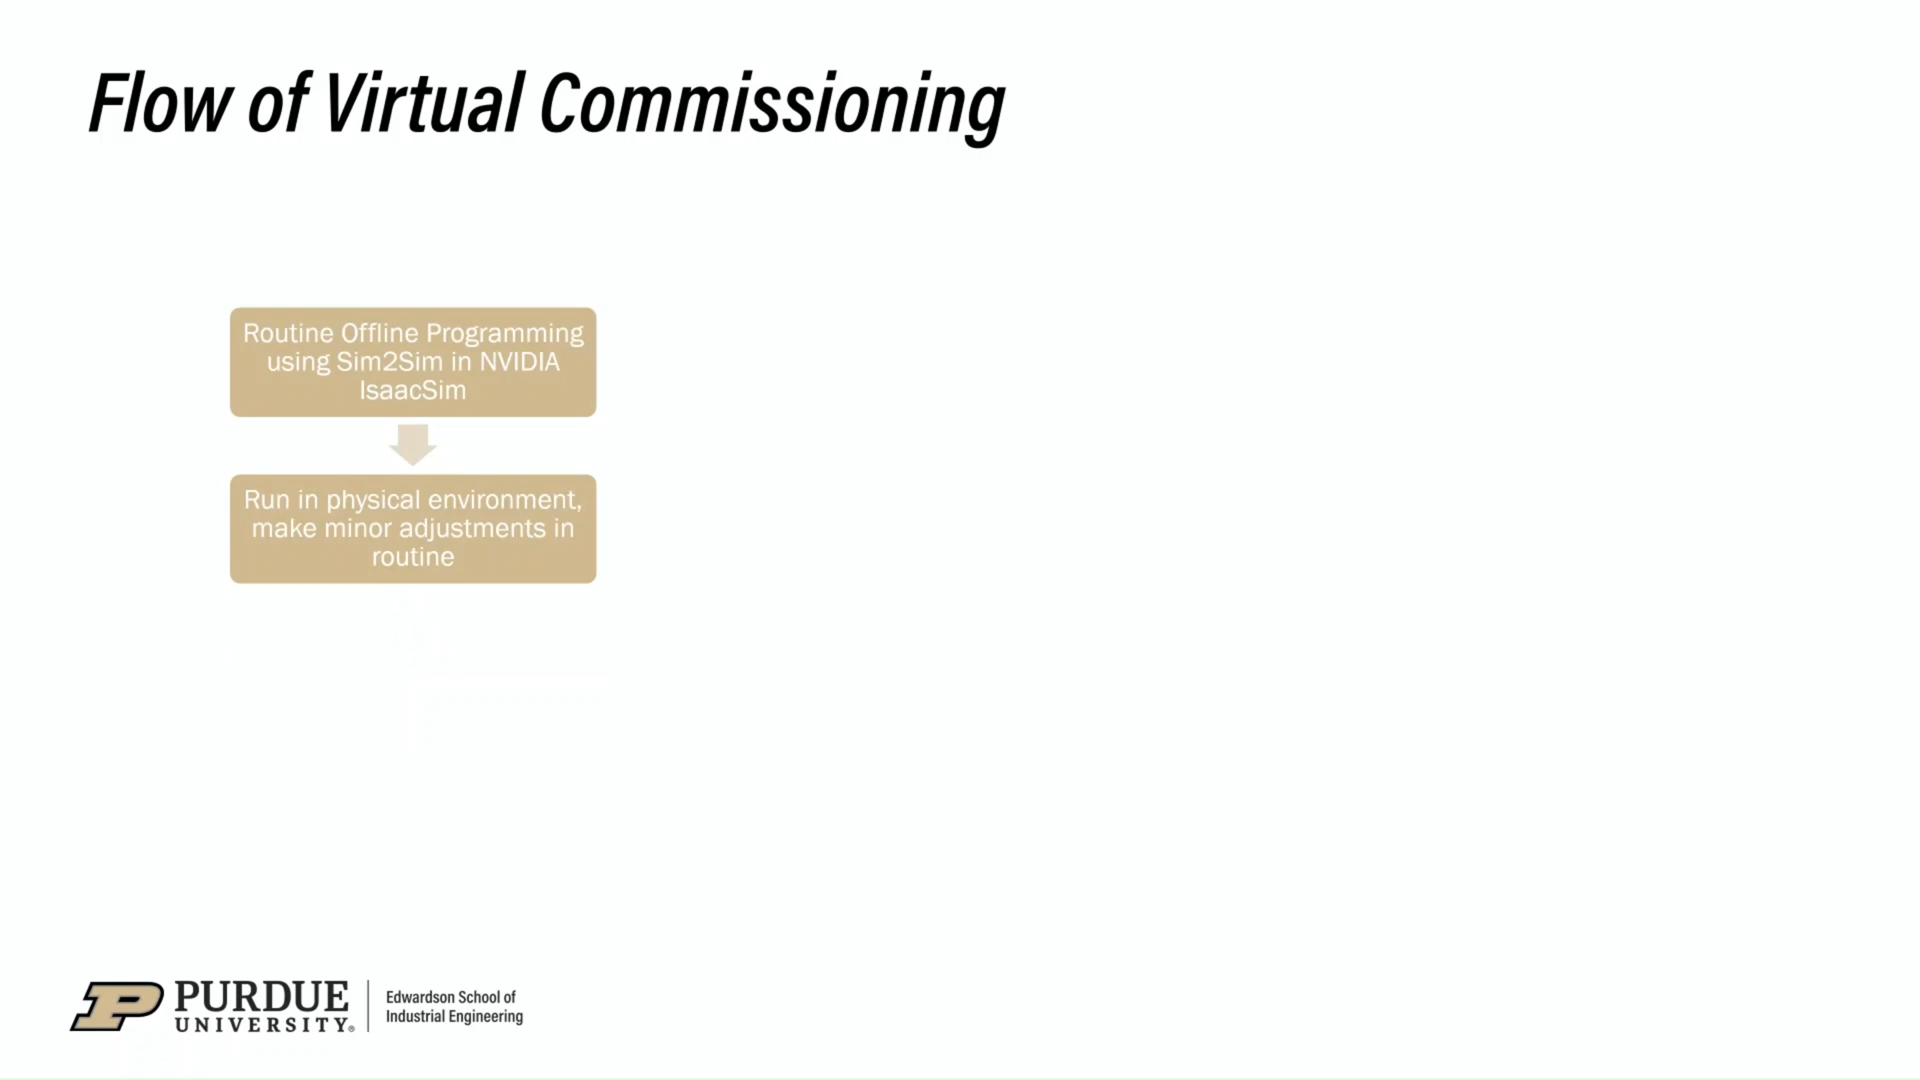 Flow of Virtual Commissioning
Routine Offline Programming
using Sim2Sim in NVIDIA
IsaacSim
Run in physical environment,
make minor adjustments in
routine
PURDUE
UNIVERSITY®
Edwardson School of
Industrial Engineering